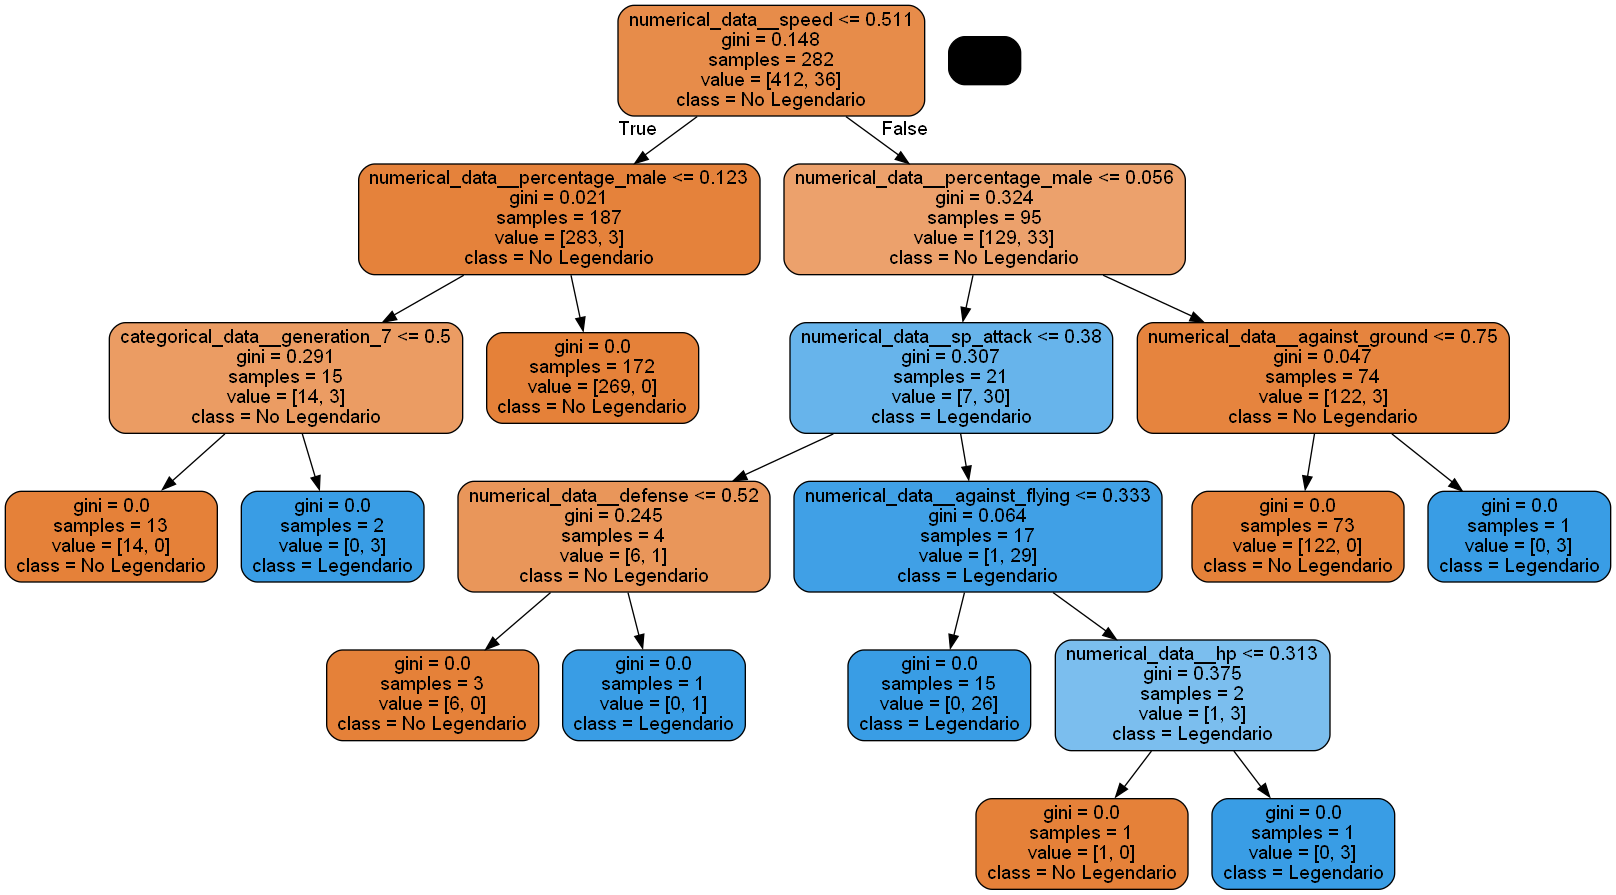 numerical_data__speed <= 0.511
gini = 0.148
samples = 282
value = [412, 36]
class = No Legendario
True
False
numerical_data__percentage_male <= 0.123
gini = 0.021
samples = 187
value = [283, 3]
class = No Legendario
numerical_data__percentage_male <= 0.056
gini = 0.324
samples = 95
value = [129, 33]
class = No Legendario
categorical_data__generation_7 <= 0.5
gini = 0.291
samples = 15
value = [14, 3]
class = No Legendario
gini = 0.0
samples = 172
value = [269, 0]
class = No Legendario
numerical_data__sp_attack <= 0.38
gini = 0.307
samples = 21
value = [7, 30]
class = Legendario
numerical_data__against_ground <= 0.75
gini = 0.047
samples = 74
value = [122, 3]
class = No Legendario
gini = 0.0
samples = 13
value = [14, 0]
class = No Legendario
gini = 0.0
samples = 2
value = [0, 3]
class = Legendario
numerical_data__defense <= 0.52
gini = 0.245
samples = 4
value = [6, 1]
class = No Legendario
numerical_data__against_flying <= 0.333
gini = 0.064
samples = 17
value = [1, 29]
class = Legendario
gini = 0.0
samples = 73
value = [122, 0]
class = No Legendario
gini = 0.0
samples = 1
value = [0, 3]
class = Legendario
gini = 0.0
samples = 3
value = [6, 0]
class = No Legendario
gini = 0.0
samples = 1
value = [0, 1]
class = Legendario
gini = 0.0
samples = 15
value = [0, 26]
class = Legendario
numerical_data__hp <= 0.313
gini = 0.375
samples = 2
value = [1, 3]
class = Legendario
gini = 0.0
samples = 1
value = [1, 0]
class = No Legendario
gini = 0.0
samples = 1
value = [0, 3]
class = Legendario